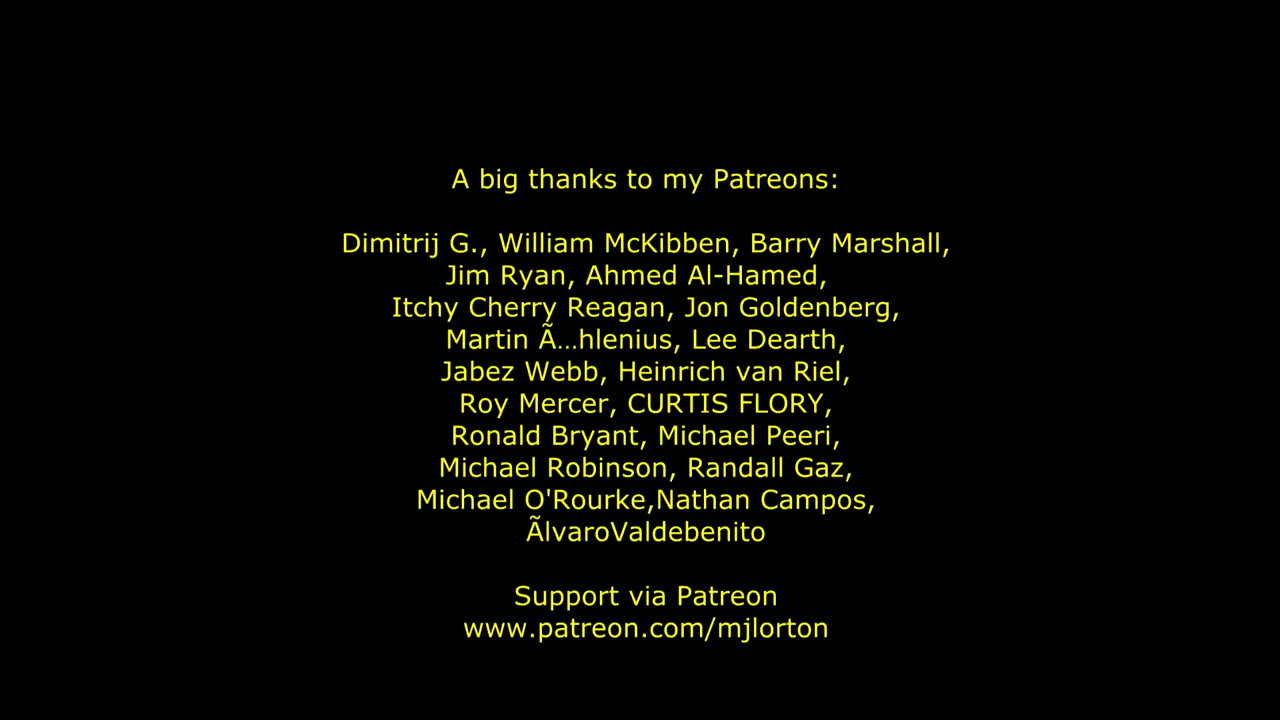 A big thanks to my Patreons:
Dimitrij G., William McKibben, Barry Marshall,
Jim Ryan, Ahmed Al-Hamed,
Itchy Cherry Reagan, Jon Goldenberg,
Martin Ã…hlenius, Lee Dearth,
Jabez Webb, Heinrich van Riel,
Roy Mercer, CURTIS FLORY,
Ronald Bryant, Michael Peeri,
Michael Robinson, Randall Gaz,
Michael O'Rourke,Nathan Campos,
ÃlvaroValdebenito
Support via Patreon
www.patreon.com/mjlorton